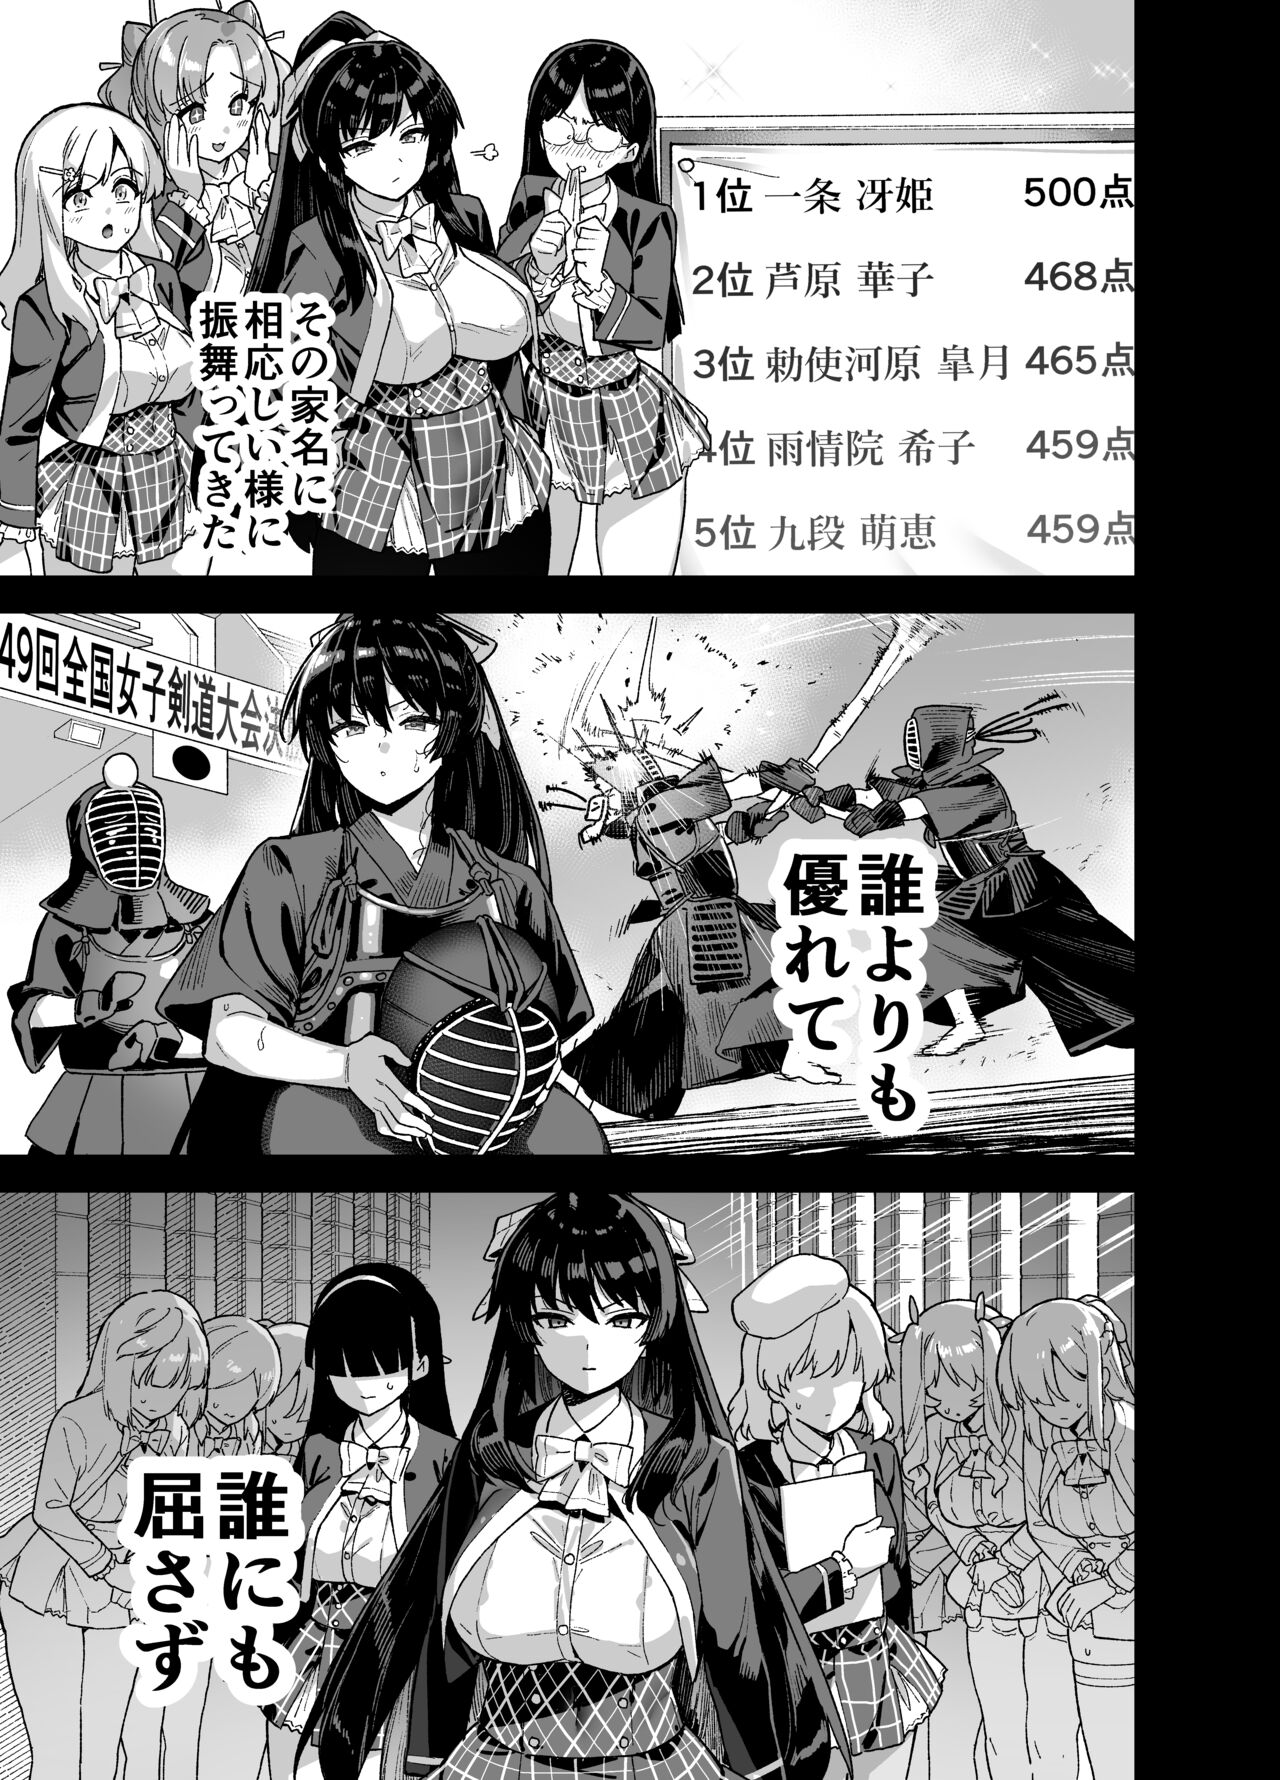 1位 一条 冴姫 500点
2位 芦原 華子 468点
3位 勅使河原 皐月 465点
4位 雨情院 希子 459点
5位 九段 萌恵 459点
その家名に
相応しい様に
振舞ってきた
49回全国女子剣道大会決
誰よりも
優れて
誰にも
屈さず